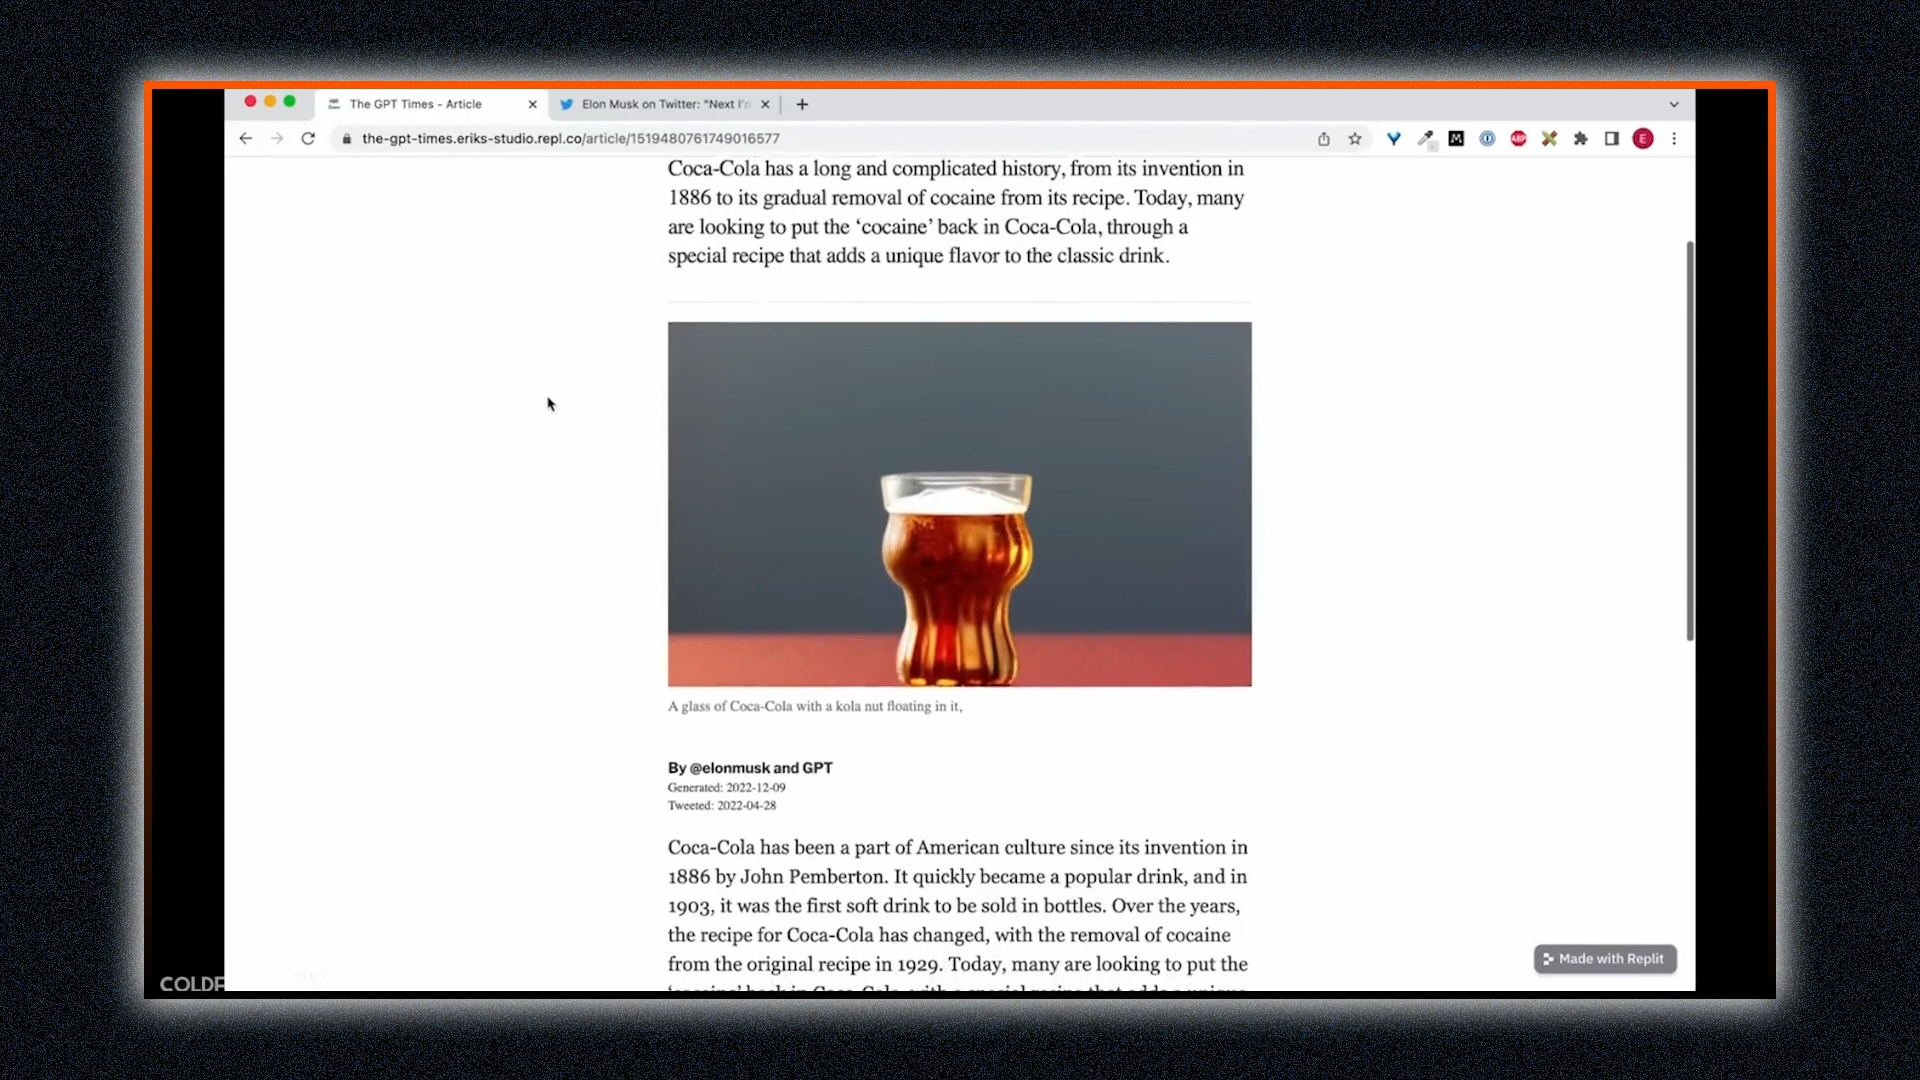 The GPT Times - Article
Elon Musk on Twitter: "Next I'm
the-gpt-times.eriks-studio.repl.co/article/1519480761749016577
ABP
M
E
Coca-Cola has a long and complicated history, from its invention in
1886 to its gradual removal of cocaine from its recipe. Today, many
are looking to put the ‘cocaine’ back in Coca-Cola, through a
special recipe that adds a unique flavor to the classic drink.
A glass of Coca-Cola with a kola nut floating in it,
By @elonmusk and GPT
Generated: 2022-12-09
Tweeted: 2022-04-28
Coca-Cola has been a part of American culture since its invention in
1886 by John Pemberton. It quickly became a popular drink, and in
1903, it was the first soft drink to be sold in bottles. Over the years,
the recipe for Coca-Cola has changed, with the removal of cocaine
from the original recipe in 1929. Today, many are looking to put the
Made with Replit
COLDF